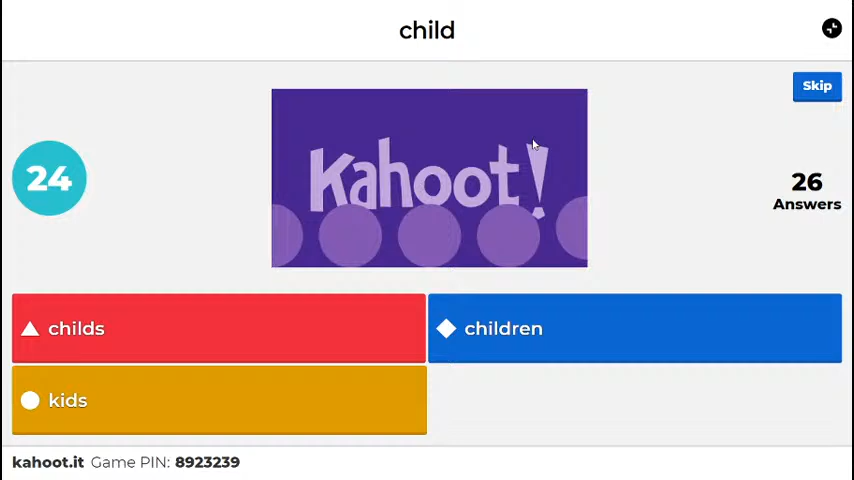 child
Skip
24
Kahoot!
26
Answers
childs
children
kids
kahoot.it Game PIN: 8923239